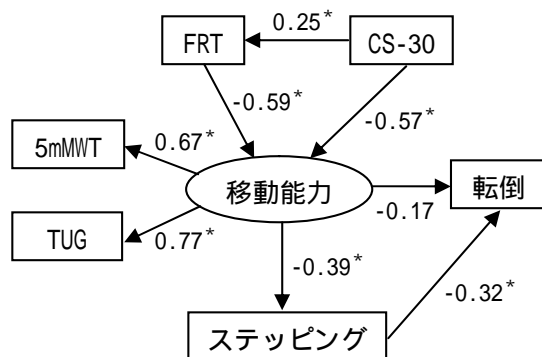 0.25*
FRT
CS-30
-0.59*
-0.57*
5mMWT
0.67*
移動能力
転倒
-0.17
TUG
0.77*
-0.39*
-0.32*
ステッピング